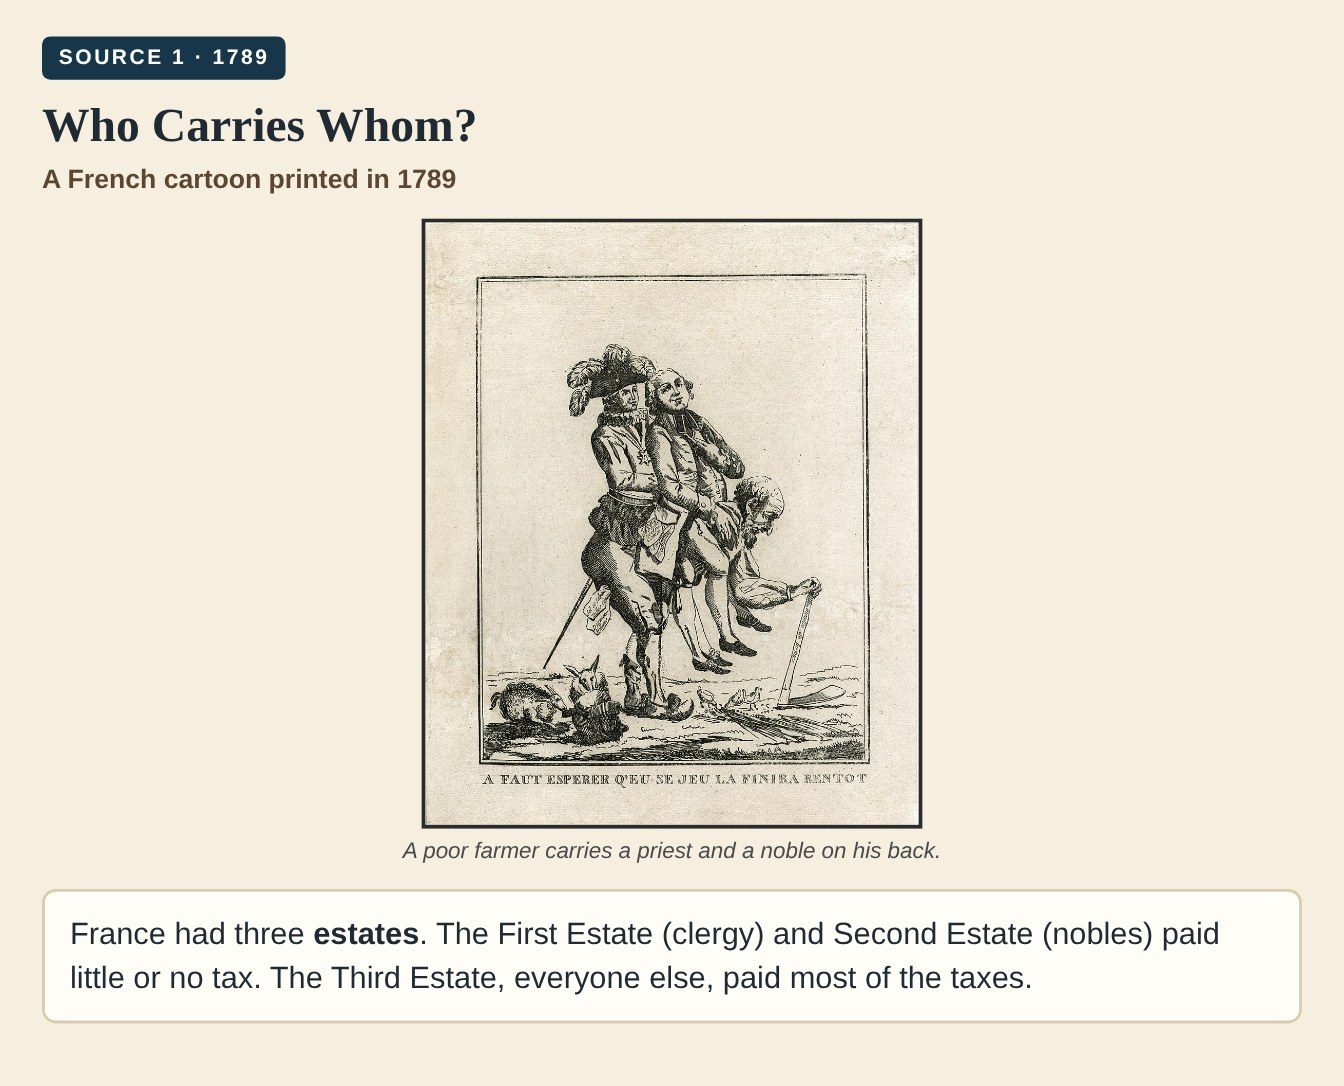 SOURCE 1 · 1789
Who Carries Whom?
A French cartoon printed in 1789
A FAUT ESPERER Q'EU SE JEU LA FINIRA BENTOT
A poor farmer carries a priest and a noble on his back.
France had three estates. The First Estate (clergy) and Second Estate (nobles) paid
little or no tax. The Third Estate, everyone else, paid most of the taxes.